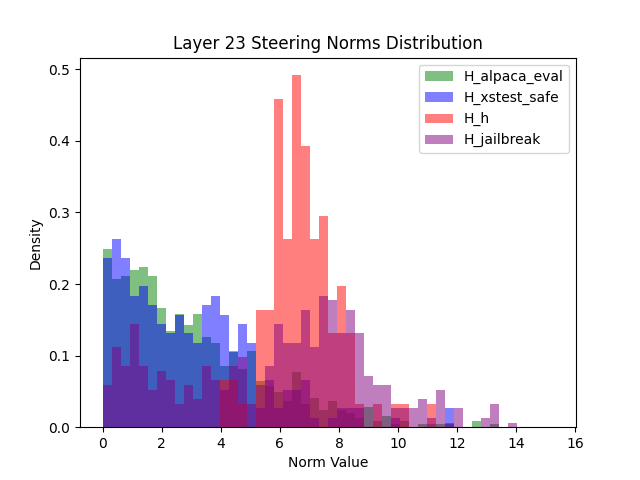 Layer 23 Steering Norms Distribution
H_alpaca_eval
H_xstest_safe
H_h
H_jailbreak
Density
0.5
0.4
0.3
0.2
0.1
0.0
0 2 4 6 8 10 12 14 16
Norm Value